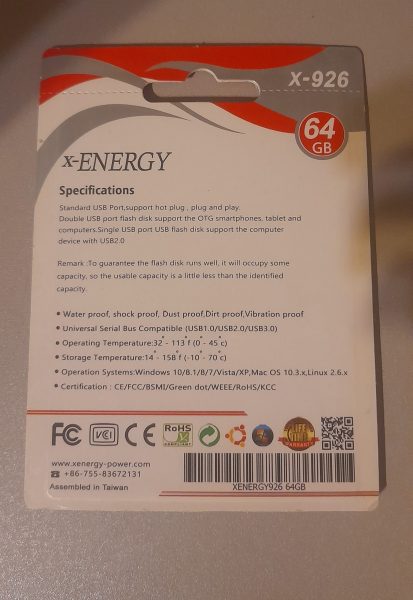 X-926
64
GB
x-ENERGY
Specifications
Standard USB Port,support hot plug , plug and play.
Double USB port flash disk support the OTG smartphones, tablet and
computers.Single USB port USB flash disk support the computer
device with USB2.0
Remark :To guarantee the flash disk runs well, it will occupy some
capacity, so the usable capacity is a little less than the identified
capacity.
• Water proof, shock proof, Dust proof,Dirt proof,Vibration proof
• Universal Serial Bus Compatible (USB1.0/USB2.0/USB3.0)
• Operating Temperature:32° - 113°f (0 - 45°c)
• Storage Temperature:14° - 158°f (-10 - 70°c)
• Operation Systems:Windows 10/8.1/8/7/Vista/XP,Mac OS 10.3.x,Linux 2.6.x
• Certification : CE/FCC/BSMI/Green dot/WEEE/RoHS/KCC
FC VCI CE RoHS COMPLIANT LIFE TIME WARRANTY
www.xenergy-power.com
☎ +86-755-83672131
Assembled in Taiwan
XENERGY926 64GB